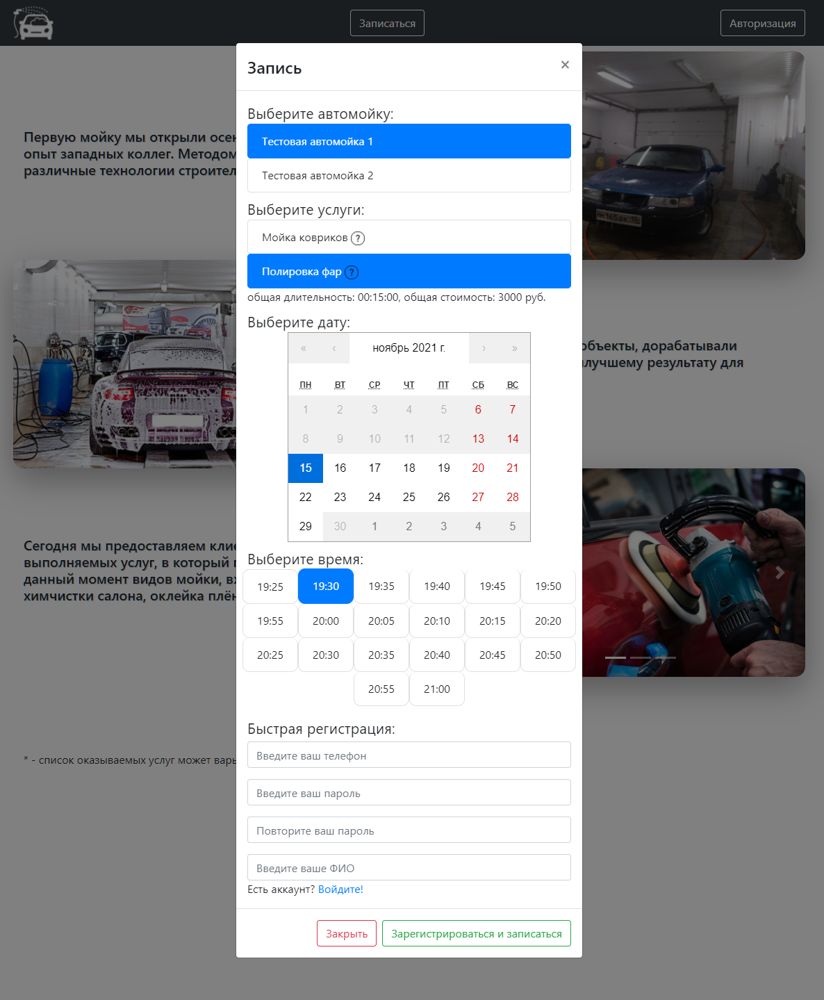 Записаться
Авторизация
Запись
×
Выберите автомойку:
Тестовая автомойка 1
Тестовая автомойка 2
Выберите услуги:
Мойка ковриков ?
Полировка фар ?
общая длительность: 00:15:00, общая стоимость: 3000 руб.
Выберите дату:
« ‹ ноябрь 2021 г. › »
ПН ВТ СР ЧТ ПТ СБ ВС
1 2 3 4 5 6 7
8 9 10 11 12 13 14
15 16 17 18 19 20 21
22 23 24 25 26 27 28
29 30 1 2 3 4 5
Выберите время:
19:25 19:30 19:35 19:40 19:45 19:50
19:55 20:00 20:05 20:10 20:15 20:20
20:25 20:30 20:35 20:40 20:45 20:50
20:55 21:00
Быстрая регистрация:
Введите ваш телефон
Введите ваш пароль
Повторите ваш пароль
Введите ваше ФИО
Есть аккаунт? Войдите!
Закрыть
Зарегистрироваться и записаться
Первую мойку мы открыли
опыт западных коллег.
различные технологии
объекты, дорабатывали
результату для
Сегодня мы предоставляем
выполняемых услуг, в который
данный момент видов мойки,
химчистки салона, оклейка
* - список оказываемых услуг может